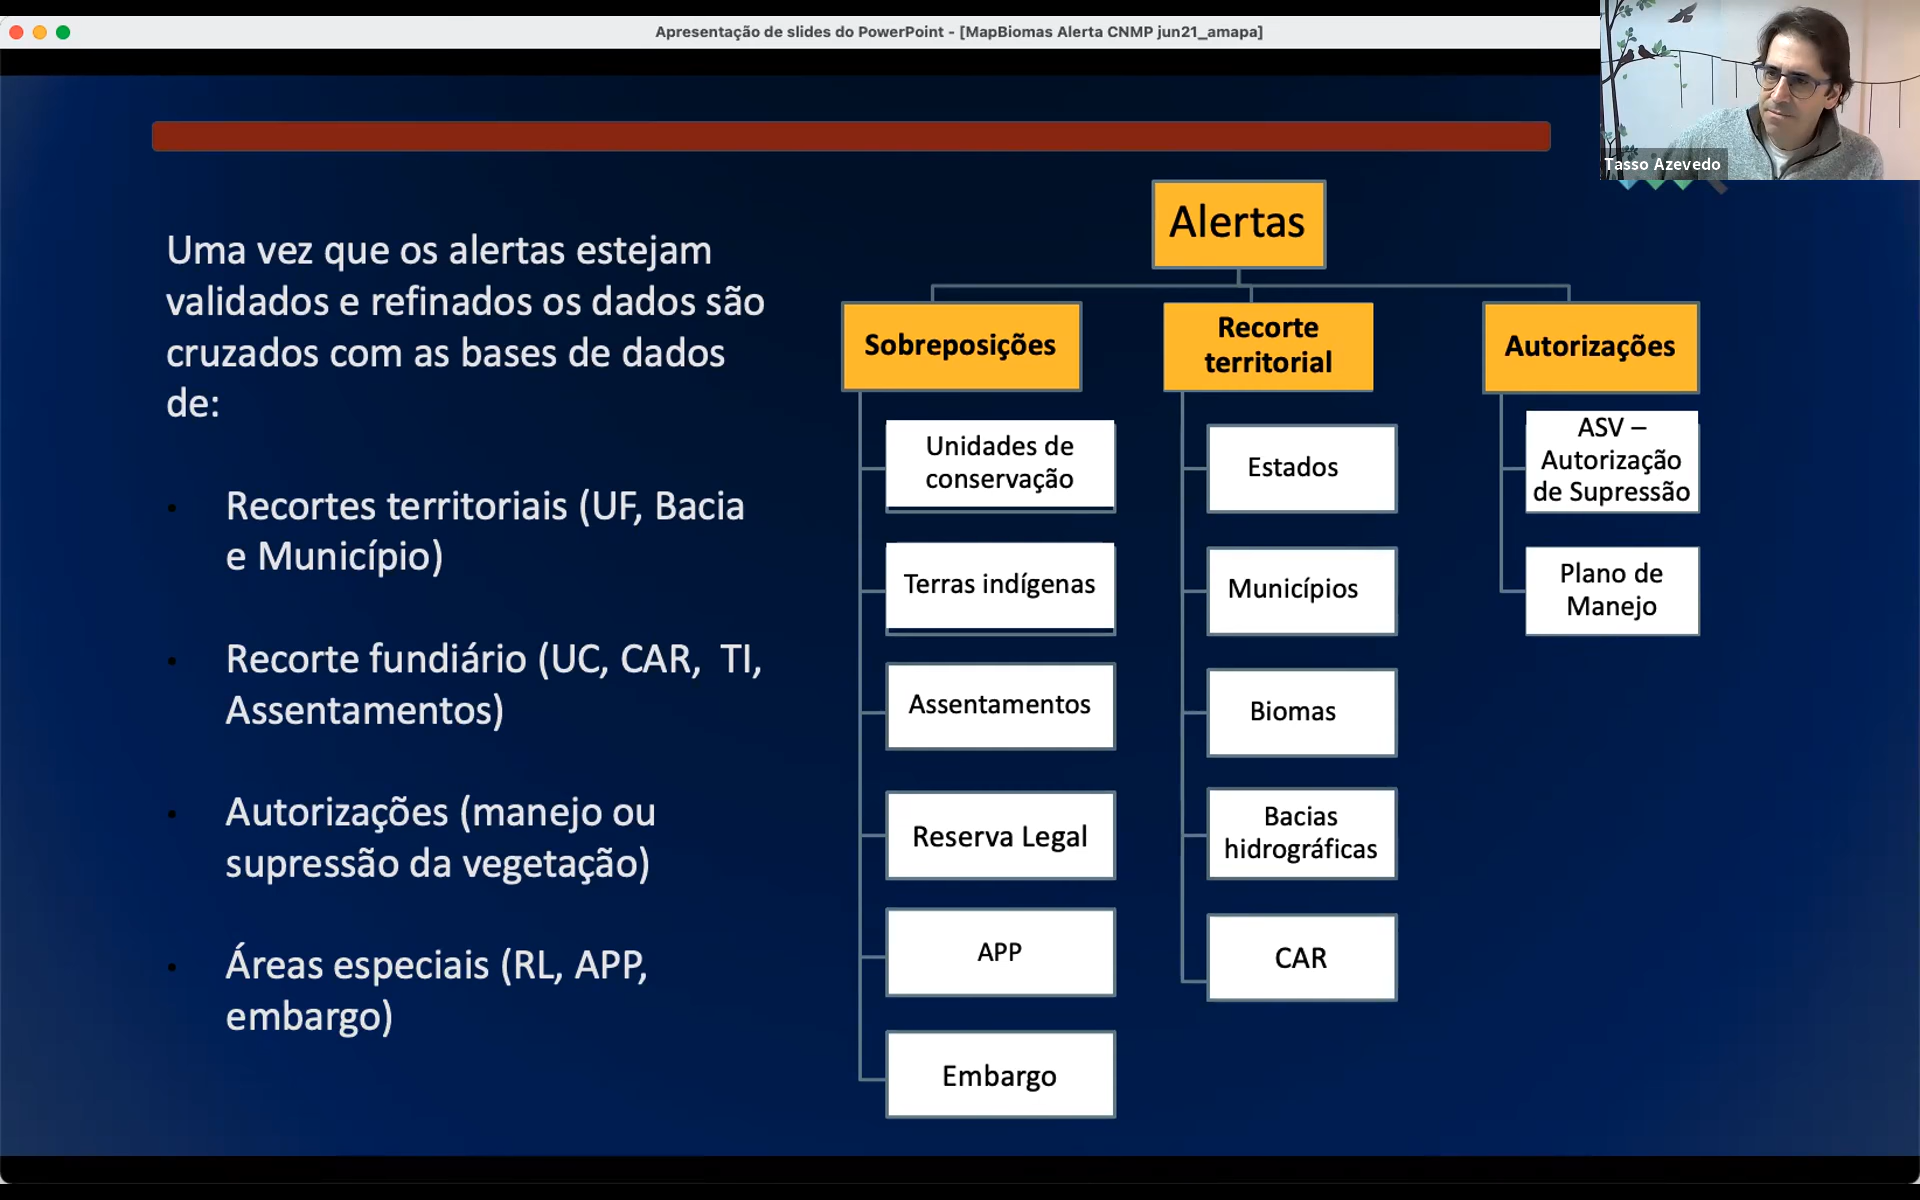 Apresentação de slides do PowerPoint - [MapBiomas Alerta CNMP jun21_amapa]
Tasso Azevedo
Uma vez que os alertas estejam
validados e refinados os dados são
cruzados com as bases de dados
de:
• Recortes territoriais (UF, Bacia
e Município)
• Recorte fundiário (UC, CAR, TI,
Assentamentos)
• Autorizações (manejo ou
supressão da vegetação)
• Áreas especiais (RL, APP,
embargo)
Alertas
Sobreposições
Unidades de
conservação
Terras indígenas
Assentamentos
Reserva Legal
APP
Embargo
Recorte
territorial
Estados
Municípios
Biomas
Bacias
hidrográficas
CAR
Autorizações
ASV –
Autorização
de Supressão
Plano de
Manejo